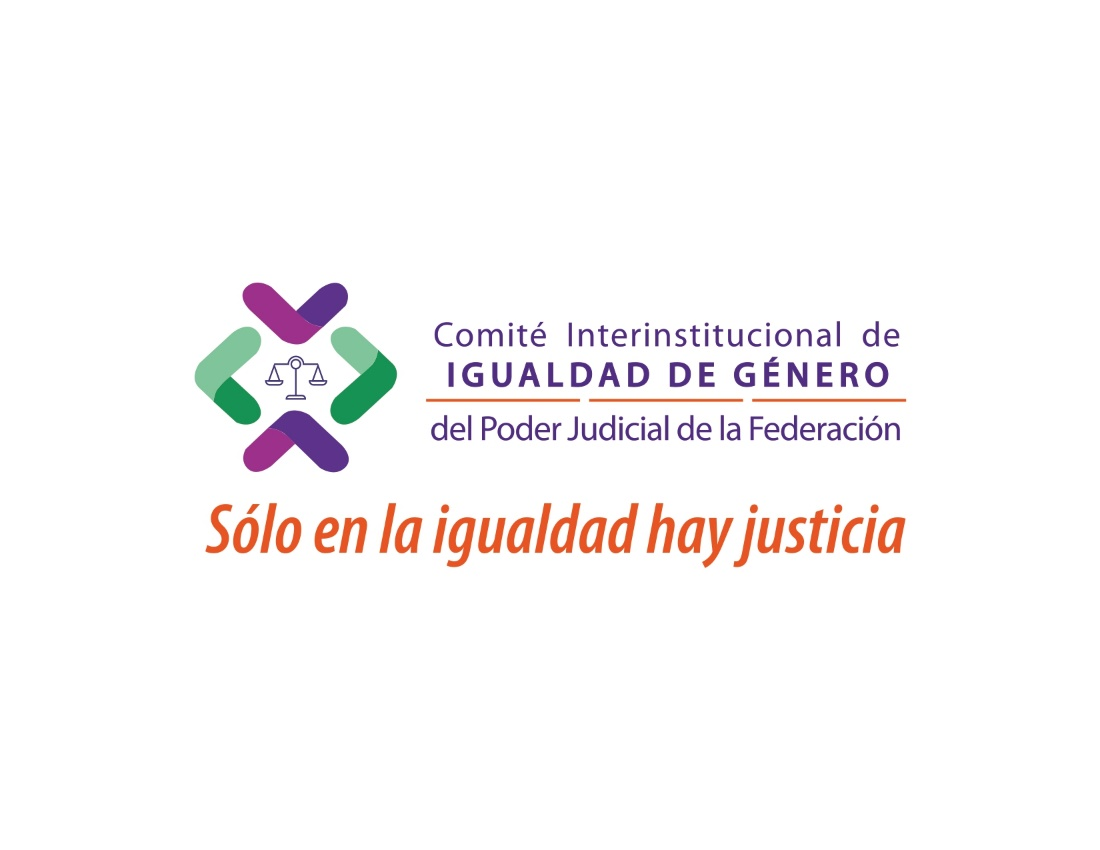 Comité Interinstitucional de
IGUALDAD DE GÉNERO
del Poder Judicial de la Federación
Sólo en la igualdad hay justicia